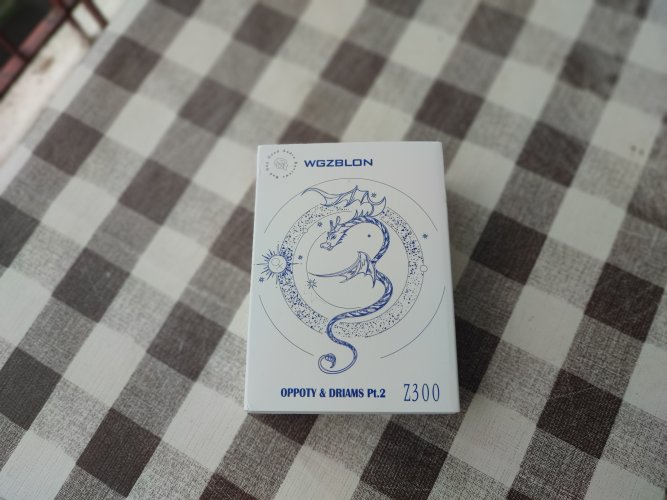 WGZBLON
OPPOTY & DRIAMS Pt.2
Z300